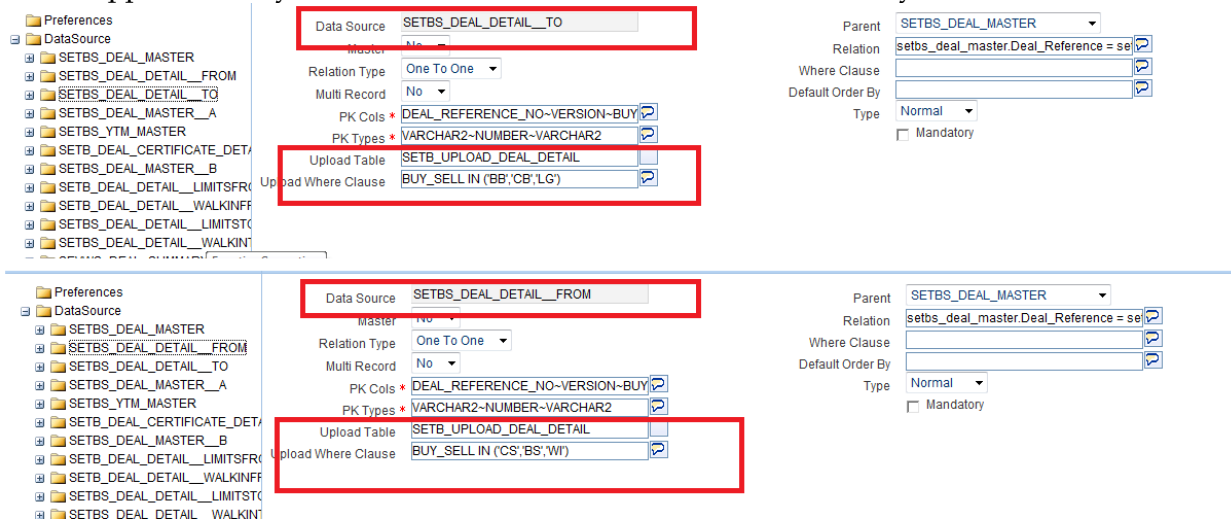 Preferences
DataSource
SETBS_DEAL_MASTER
SETBS_DEAL_DETAIL__FROM
SETBS_DEAL_DETAIL__TO
SETBS_DEAL_MASTER__A
SETBS_YTM_MASTER
SETB_DEAL_CERTIFICATE_DETA
SETBS_DEAL_MASTER__B
SETB_DEAL_DETAIL__LIMITSFR
SETB_DEAL_DETAIL__WALKINFF
SETBS_DEAL_DETAIL__LIMITST
SETBS_DEAL_DETAIL__WALKIN
Data Source SETBS_DEAL_DETAIL__TO
Master No
Relation Type One To One
Multi Record No
PK Cols * DEAL_REFERENCE_NO~VERSION~BUY
PK Types * VARCHAR2~NUMBER~VARCHAR2
Upload Table SETB_UPLOAD_DEAL_DETAIL
Upload Where Clause BUY_SELL IN ('BB','CB','LG')
Parent SETBS_DEAL_MASTER
Relation setbs_deal_master.Deal_Reference = se
Where Clause
Default Order By
Type Normal
Mandatory
Preferences
DataSource
SETBS_DEAL_MASTER
SETBS_DEAL_DETAIL__FROM
SETBS_DEAL_DETAIL__TO
SETBS_DEAL_MASTER__A
SETBS_YTM_MASTER
SETB_DEAL_CERTIFICATE_DETA
SETBS_DEAL_MASTER__B
SETB_DEAL_DETAIL__LIMITSFR
SETB_DEAL_DETAIL__WALKINFF
SETBS_DEAL_DETAIL__LIMITST
SETBS_DEAL_DETAIL__WALKIN
Data Source SETBS_DEAL_DETAIL__FROM
Master No
Relation Type One To One
Multi Record No
PK Cols * DEAL_REFERENCE_NO~VERSION~BUY
PK Types * VARCHAR2~NUMBER~VARCHAR2
Upload Table SETB_UPLOAD_DEAL_DETAIL
Upload Where Clause BUY_SELL IN ('CS','BS','WI')
Parent SETBS_DEAL_MASTER
Relation setbs_deal_master.Deal_Reference = se
Where Clause
Default Order By
Type Normal
Mandatory